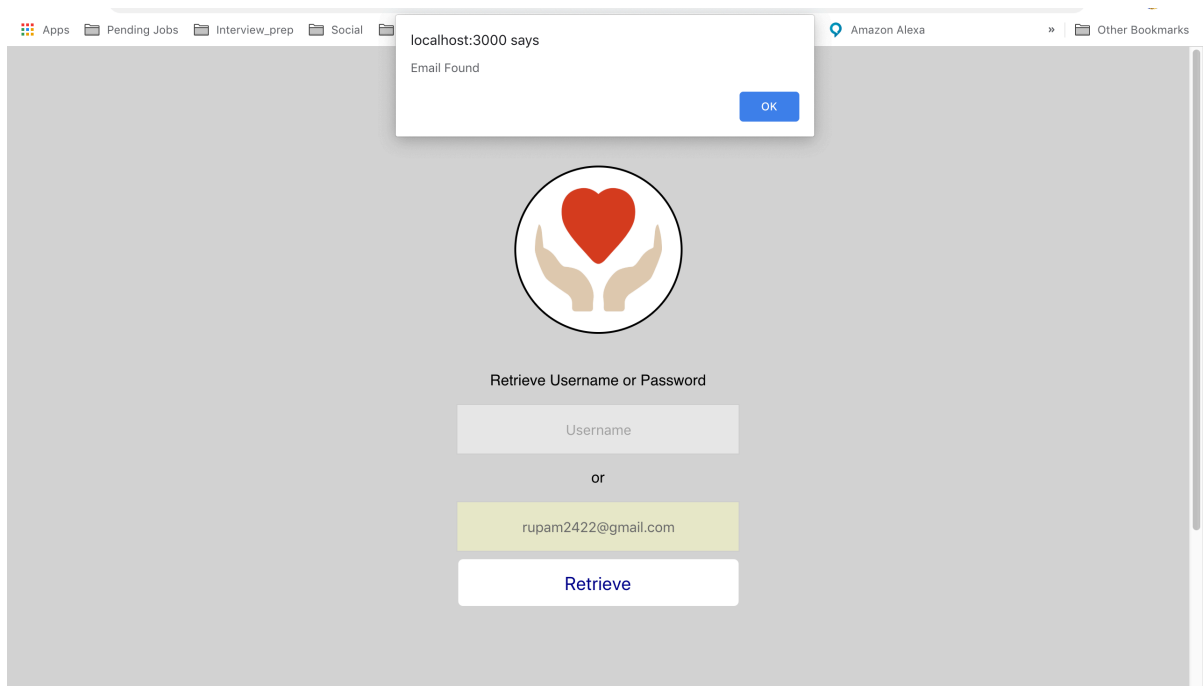 Apps Pending Jobs Interview_prep Social Amazon Alexa » Other Bookmarks
localhost:3000 says
Email Found
OK
Retrieve Username or Password
Username
or
rupam2422@gmail.com
Retrieve